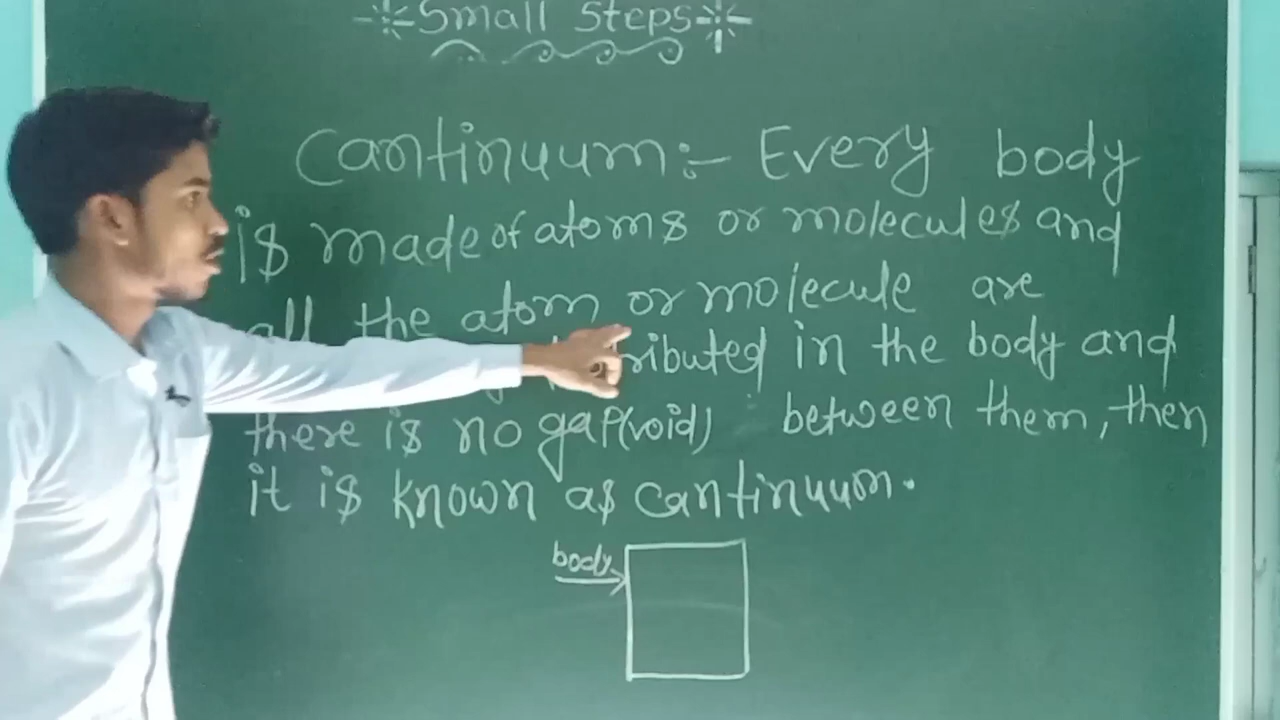 Small Steps
Cantinuum:- Every body
is made of atoms or molecules and
all the atom or molecule are
in the body and
there is no gap(void) between them, then
it is known as cantinuum.
body